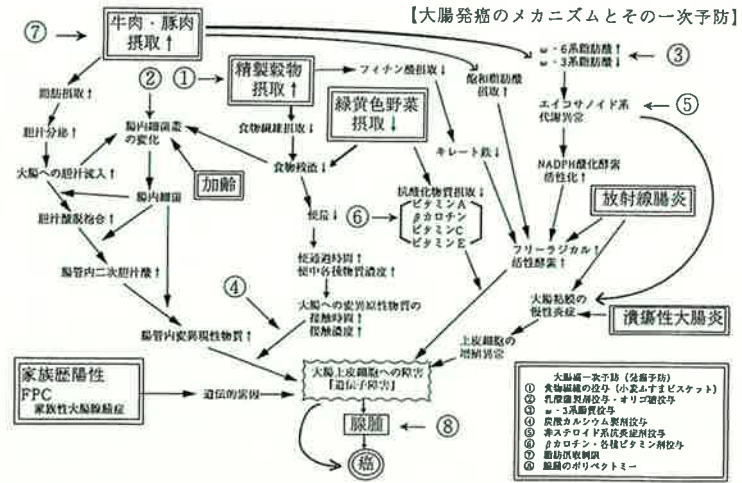 【大腸発癌のメカニズムとその一次予防】
⑦
牛肉・豚肉
摂取↑
ω-6系脂肪酸↑
ω-3系脂肪酸↓
③
② ①
精製穀物
摂取↑
フィチン酸摂取↓
飽和脂肪酸
摂取↑
脂肪摂取↑
腸内細菌叢
の変化
緑黄色野菜
摂取↓
エイコサノイド系
代謝異常
⑤
食物繊維摂取↓
胆汁分泌↑
キレート鉄↓
NADPH酸化酵素
活性化↑
大腸への胆汁流入↑
加齢
食物残渣↓
抗酸化物質摂取↓
放射線腸炎
腸内細菌
胆汁酸脱抱合↑
便量↓
⑥
ビタミンA
βカロチン
ビタミンC
ビタミンE
フリーラジカル↑
活性酸素↑
便通過時間↑
便中各種物質濃度↑
腸管内二次胆汁酸↑
④
大腸への変異原性物質の
接触時間↑
接触濃度↑
大腸粘膜の
慢性炎症
潰瘍性大腸炎
腸管内変異現性物質↑
上皮細胞の
増殖異常
家族歴陽性
FPC
家族性大腸腺腫症
遺伝的素因
大腸上皮細胞への障害
『遺伝子障害』
腺腫
⑧
癌
大腸癌一次予防(発癌予防)
① 食物繊維の投与(小麦ふすまビスケット)
② 乳酸菌製剤投与・オリゴ糖投与
③ ω-3系脂質投与
④ 炭酸カルシウム製剤投与
⑤ 非ステロイド系抗炎症剤投与
⑥ βカロチン・各種ビタミン剤投与
⑦ 脂肪摂取制限
⑧ 腺腫のポリペクトミー